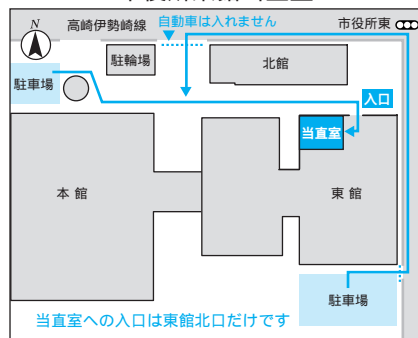 N
高崎伊勢崎線
自動車は入れません
市役所東
駐車場
駐輪場
北館
入口
当直室
本館
東館
駐車場
当直室への入口は東館北口だけです